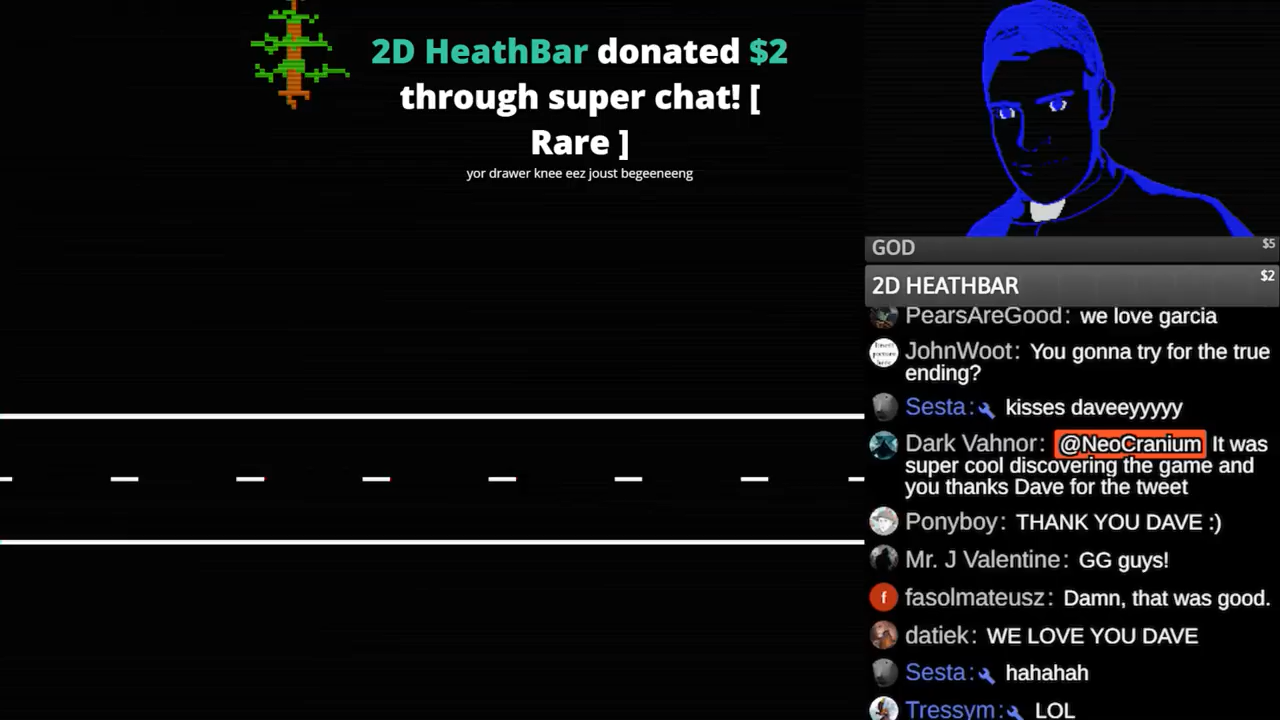 2D HeathBar donated $2
through super chat! [
Rare ]
yor drawer knee eez joust begeeneeng
GOD $5
2D HEATHBAR $2
PearsAreGood: we love garcia
JohnWoot: You gonna try for the true
ending?
Sesta: kisses daveeyyyyy
Dark Vahnor: @NeoCranium It was
super cool discovering the game and
you thanks Dave for the tweet
Ponyboy: THANK YOU DAVE :)
Mr. J Valentine: GG guys!
f fasolmateusz: Damn, that was good.
datiek: WE LOVE YOU DAVE
Sesta: hahahah
Tressym: LOL